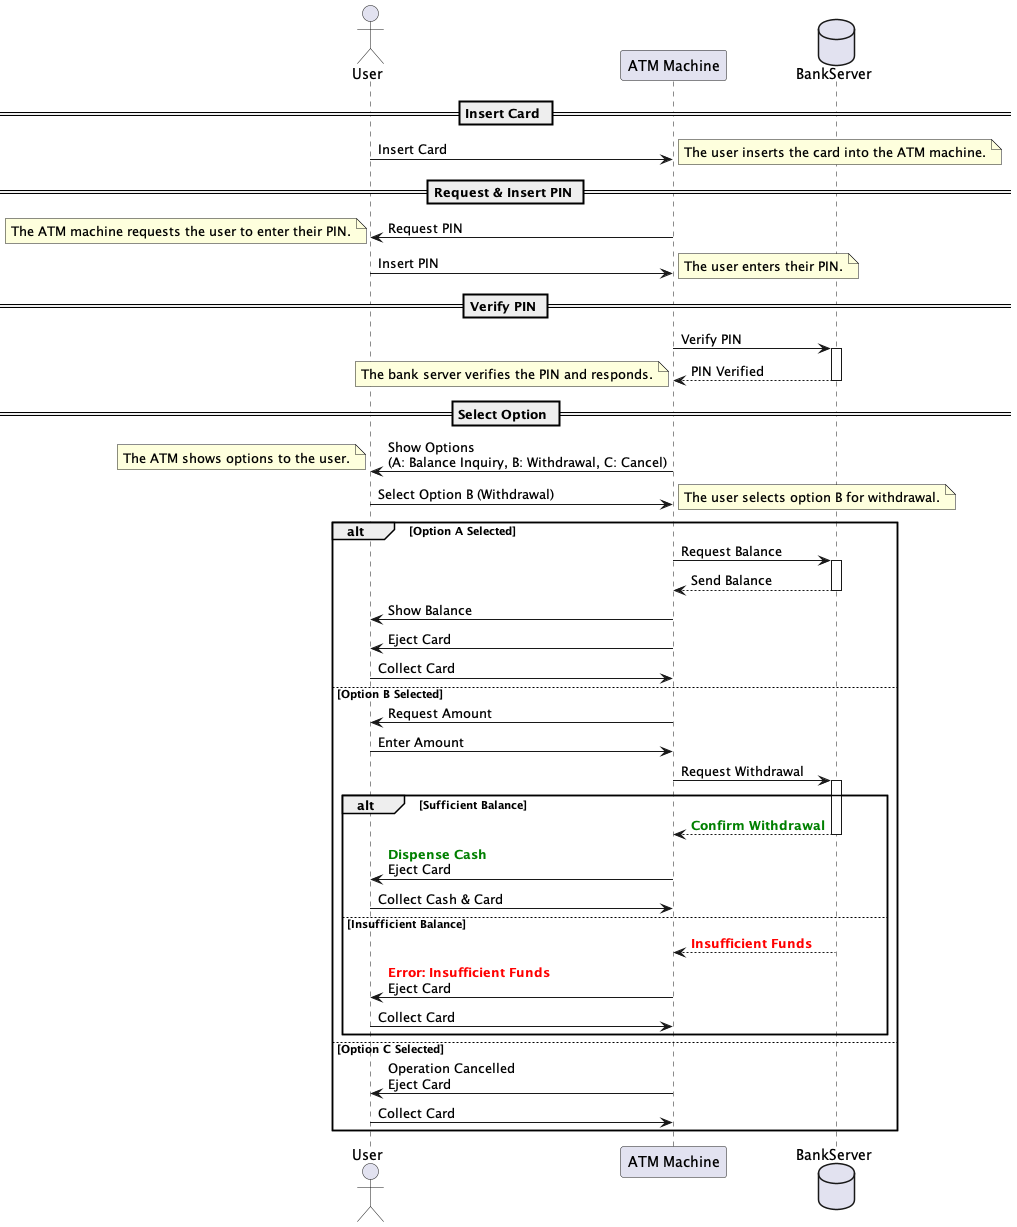 User
ATM Machine
BankServer
Insert Card
Insert Card
The user inserts the card into the ATM machine.
Request & Insert PIN
The ATM machine requests the user to enter their PIN.
Request PIN
Insert PIN
The user enters their PIN.
Verify PIN
Verify PIN
The bank server verifies the PIN and responds.
PIN Verified
Select Option
The ATM shows options to the user.
Show Options
(A: Balance Inquiry, B: Withdrawal, C: Cancel)
Select Option B (Withdrawal)
The user selects option B for withdrawal.
alt
[Option A Selected]
Request Balance
Send Balance
Show Balance
Eject Card
Collect Card
[Option B Selected]
Request Amount
Enter Amount
Request Withdrawal
alt
[Sufficient Balance]
Confirm Withdrawal
Dispense Cash
Eject Card
Collect Cash & Card
[Insufficient Balance]
Insufficient Funds
Error: Insufficient Funds
Eject Card
Collect Card
[Option C Selected]
Operation Cancelled
Eject Card
Collect Card
User
ATM Machine
BankServer